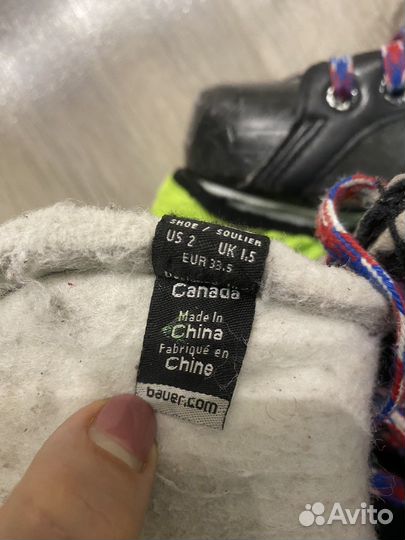 SHOE / SOULIER
US 2 UK 1.5
EUR 33.5
Canada
Made in
China
Fabriqué en
Chine
bauer.com
Avito